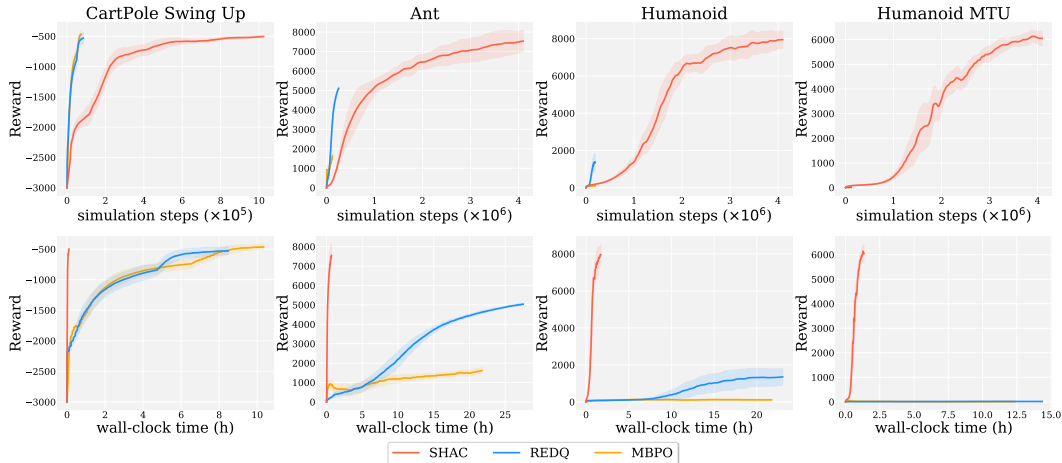 CartPole Swing Up
Ant
Humanoid
Humanoid MTU
Reward
−500
−1000
−1500
−2000
−2500
−3000
0 2 4 6 8 10
simulation steps (×10⁵)
Reward
8000
7000
6000
5000
4000
3000
2000
1000
0
0 1 2 3 4
simulation steps (×10⁶)
Reward
8000
6000
4000
2000
0
0 1 2 3 4
simulation steps (×10⁶)
Reward
6000
5000
4000
3000
2000
1000
0
0 1 2 3 4
simulation steps (×10⁶)
Reward
−500
−1000
−1500
−2000
−2500
−3000
0 2 4 6 8 10
wall-clock time (h)
Reward
8000
7000
6000
5000
4000
3000
2000
1000
0
0 5 10 15 20 25
wall-clock time (h)
Reward
8000
6000
4000
2000
0
0 5 10 15 20
wall-clock time (h)
Reward
6000
5000
4000
3000
2000
1000
0
0.0 2.5 5.0 7.5 10.0 12.5 15.0
wall-clock time (h)
SHAC REDQ MBPO